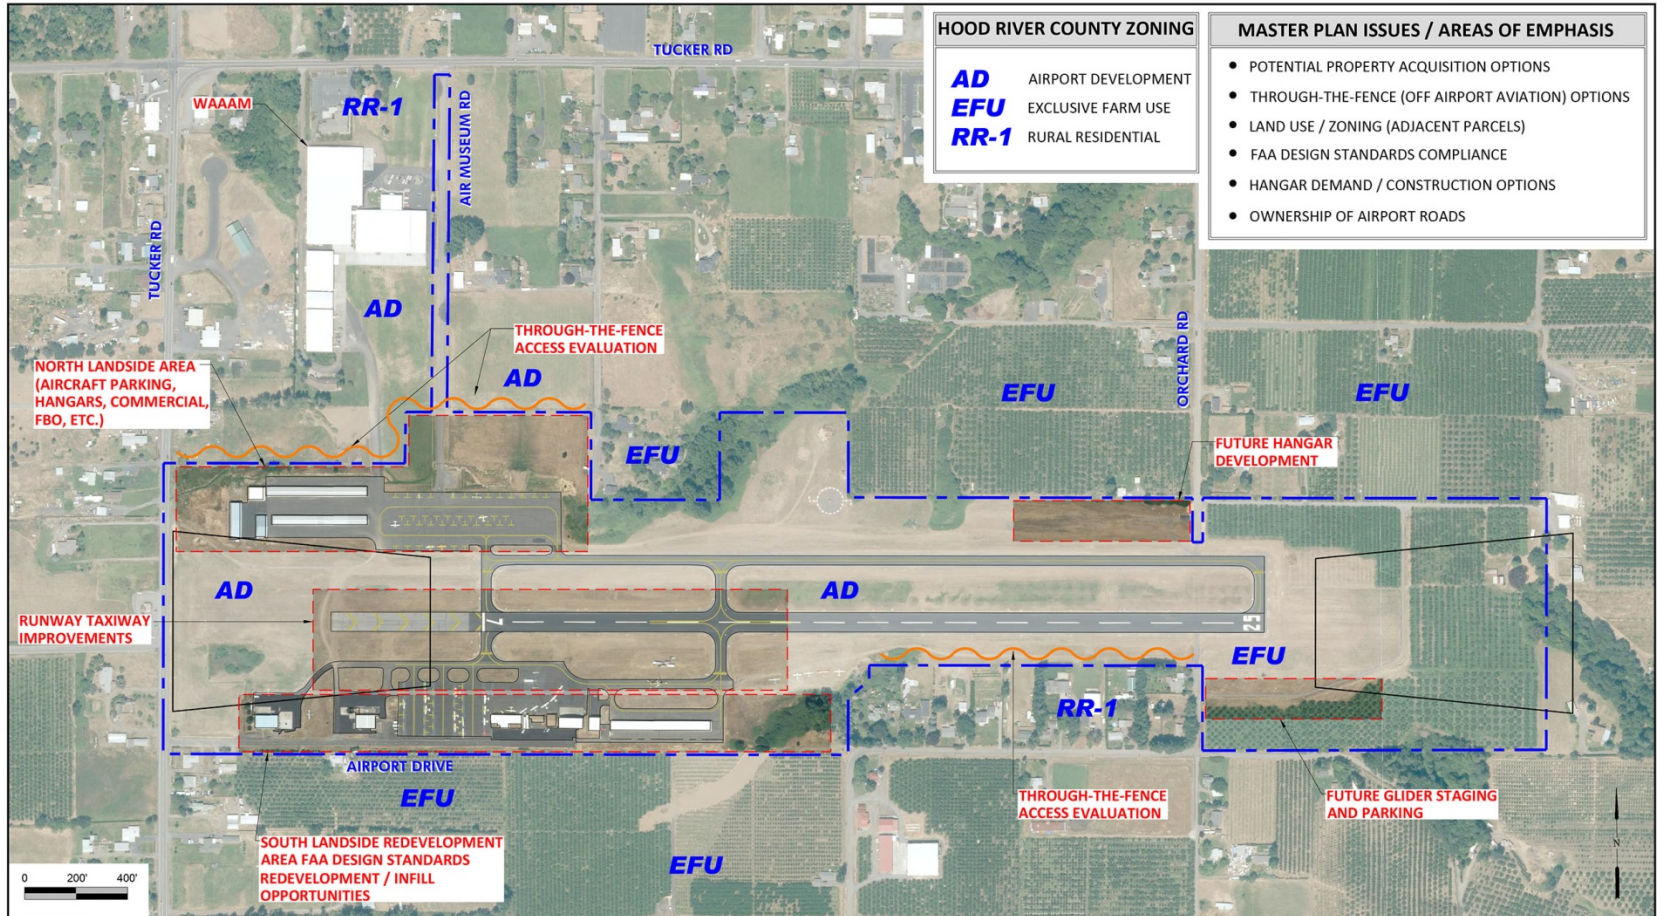 TUCKER RD
HOOD RIVER COUNTY ZONING
AD AIRPORT DEVELOPMENT
EFU EXCLUSIVE FARM USE
RR-1 RURAL RESIDENTIAL
MASTER PLAN ISSUES / AREAS OF EMPHASIS
• POTENTIAL PROPERTY ACQUISITION OPTIONS
• THROUGH-THE-FENCE (OFF AIRPORT AVIATION) OPTIONS
• LAND USE / ZONING (ADJACENT PARCELS)
• FAA DESIGN STANDARDS COMPLIANCE
• HANGAR DEMAND / CONSTRUCTION OPTIONS
• OWNERSHIP OF AIRPORT ROADS
WAAAM
RR-1
AIR MUSEUM RD
TUCKER RD
AD
THROUGH-THE-FENCE
ACCESS EVALUATION
ORCHARD RD
NORTH LANDSIDE AREA
(AIRCRAFT PARKING,
HANGARS, COMMERCIAL,
FBO, ETC.)
AD
EFU
EFU
EFU
FUTURE HANGAR
DEVELOPMENT
AD
AD
RUNWAY TAXIWAY
IMPROVEMENTS
7
25
EFU
RR-1
AIRPORT DRIVE
EFU
THROUGH-THE-FENCE
ACCESS EVALUATION
FUTURE GLIDER STAGING
AND PARKING
SOUTH LANDSIDE REDEVELOPMENT
AREA FAA DESIGN STANDARDS
REDEVELOPMENT / INFILL
OPPORTUNITIES
EFU
N
0 200' 400'